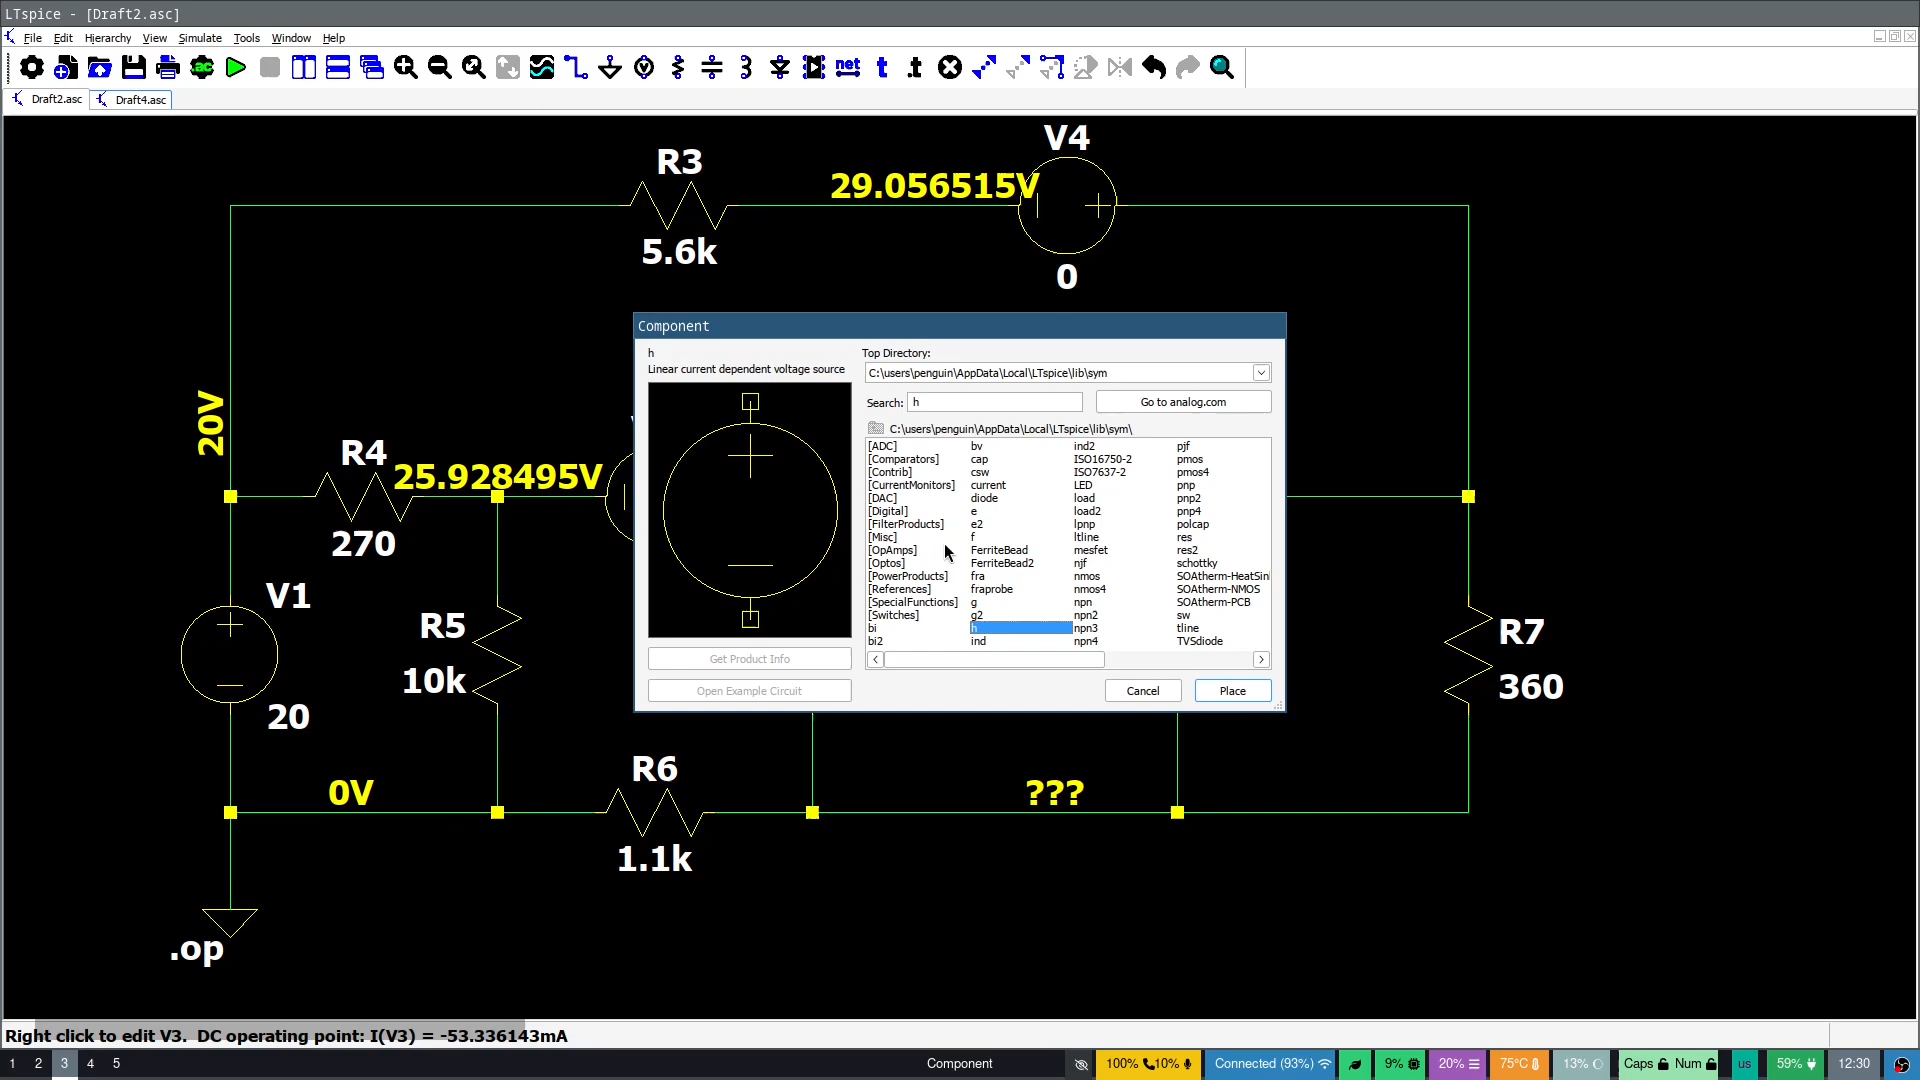 LTspice - [Draft2.asc]
File Edit Hierarchy View Simulate Tools Window Help
.ac net t .t
Draft2.asc Draft4.asc
V4
R3
29.056515V
5.6k
0
Component
h
Linear current dependent voltage source
Top Directory:
C:\users\penguin\AppData\Local\LTspice\lib\sym
Search: h Go to analog.com
C:\users\penguin\AppData\Local\LTspice\lib\sym\
[ADC] bv ind2 pjf
[Comparators] cap ISO16750-2 pmos
[Contrib] csw ISO7637-2 pmos4
[CurrentMonitors] current LED pnp
[DAC] diode load pnp2
[Digital] e load2 pnp4
[FilterProducts] e2 lpnp polcap
[Misc] f ltline res
[OpAmps] FerriteBead mesfet res2
[Optos] FerriteBead2 njf schottky
[PowerProducts] fra nmos SOAtherm-HeatSin
[References] fraprobe nmos4 SOAtherm-NMOS
[SpecialFunctions] g npn SOAtherm-PCB
[Switches] g2 npn2 sw
bi h npn3 tline
bi2 ind npn4 TVSdiode
Get Product Info
Open Example Circuit
Cancel Place
20V
R4
25.928495V
270
V1
20
R5
10k
R7
360
R6
1.1k
0V
???
.op
Right click to edit V3. DC operating point: I(V3) = -53.336143mA
1 2 3 4 5 Component 100% 10% Connected (93%) 9% 20% 75°C 13% Caps Num us 59% 12:30